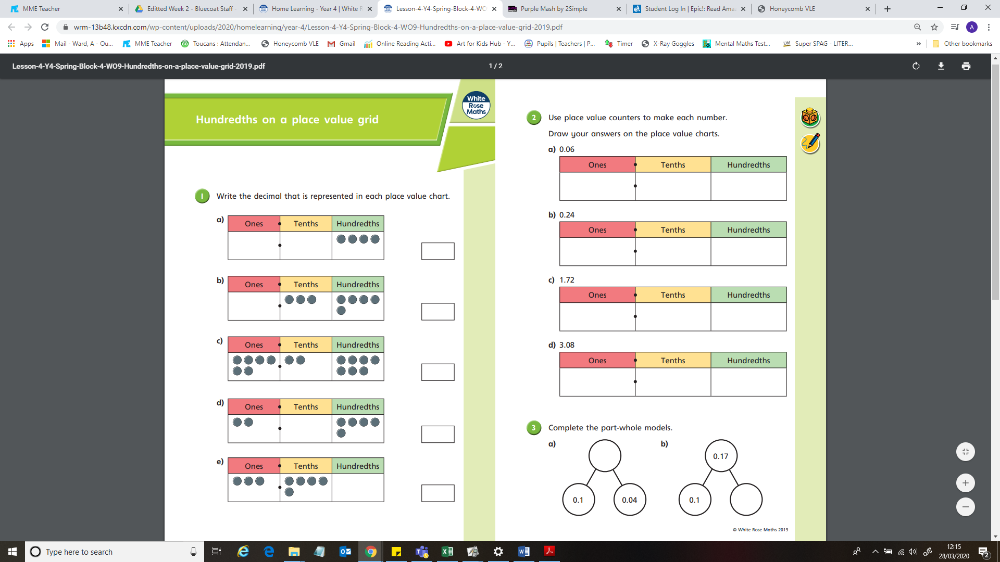 MME Teacher
Editted Week 2 - Bluecoat Staff -
Home Learning - Year 4 | White R
Lesson-4-Y4-Spring-Block-4-WO
Purple Mash by 2Simple
Student Log In | Epic!: Read Ama
Honeycomb VLE
wrm-13b48.kxcdn.com/wp-content/uploads/2020/homelearning/year-4/Lesson-4-Y4-Spring-Block-4-WO9-Hundredths-on-a-place-value-grid-2019.pdf
A
Apps
Mail - Ward, A - Ou...
MME Teacher
Toucans : Attendan...
Honeycomb VLE
Gmail
Online Reading Acti...
Art for Kids Hub - Y...
Pupils | Teachers | P...
Timer
X-Ray Goggles
Mental Maths Test...
Super SPAG - LITER...
»
Other bookmarks
Lesson-4-Y4-Spring-Block-4-WO9-Hundredths-on-a-place-value-grid-2019.pdf
1 / 2
Hundredths on a place value grid
White
Rose
Maths
1 Write the decimal that is represented in each place value chart.
a)
Ones Tenths Hundredths
b)
Ones Tenths Hundredths
c)
Ones Tenths Hundredths
d)
Ones Tenths Hundredths
e)
Ones Tenths Hundredths
2 Use place value counters to make each number.
Draw your answers on the place value charts.
a) 0.06
Ones Tenths Hundredths
b) 0.24
Ones Tenths Hundredths
c) 1.72
Ones Tenths Hundredths
d) 3.08
Ones Tenths Hundredths
3 Complete the part-whole models.
a)
0.1 0.04
b)
0.17
0.1
© White Rose Maths 2019
Type here to search
12:15
28/03/2020
2